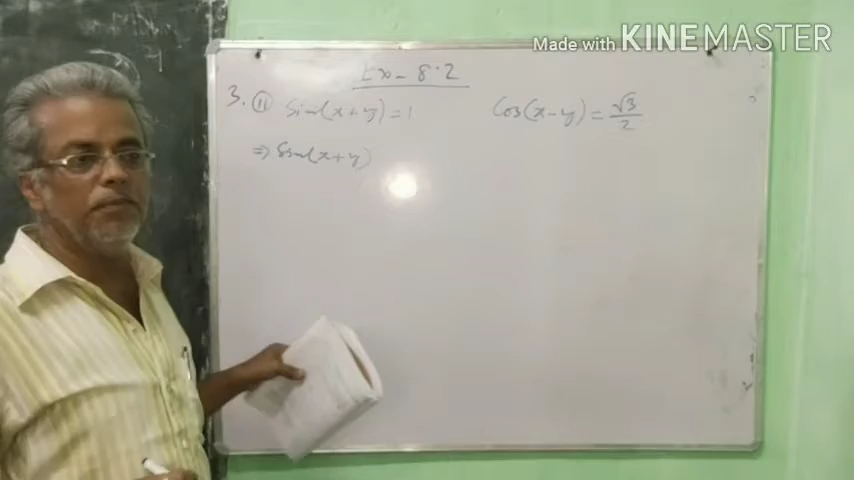 Made with KINEMASTER
Ex - 8.2
3. (ii) Sin(x+y) = 1 Cos(x-y) = √3/2
⇒ Sin(x+y)